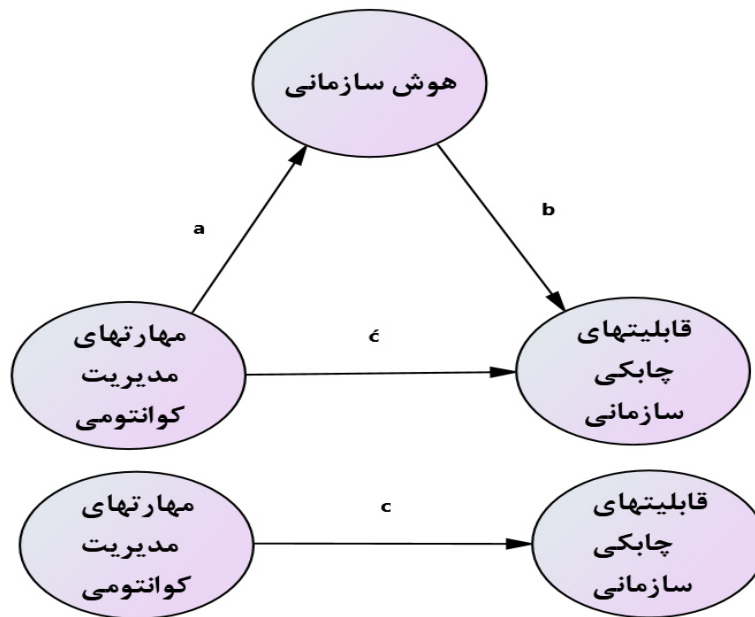 هوش سازمانی
a
b
مهارتهای
مدیریت
کوانتومی
ć
قابلیتهای
چابکی
سازمانی
مهارتهای
مدیریت
کوانتومی
c
قابلیتهای
چابکی
سازمانی